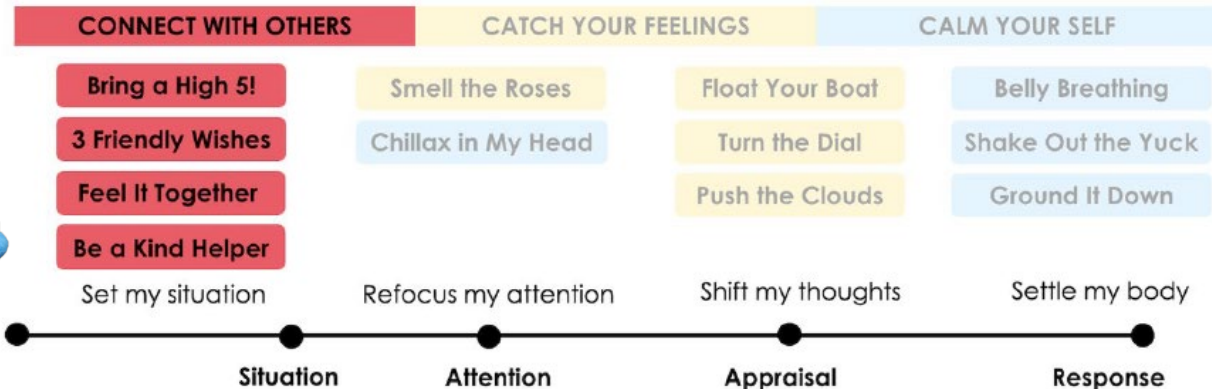 CONNECT WITH OTHERS CATCH YOUR FEELINGS CALM YOUR SELF
Bring a High 5! Smell the Roses Float Your Boat Belly Breathing
3 Friendly Wishes Chillax in My Head Turn the Dial Shake Out the Yuck
Feel It Together Push the Clouds Ground It Down
Be a Kind Helper
Set my situation Refocus my attention Shift my thoughts Settle my body
Situation Attention Appraisal Response